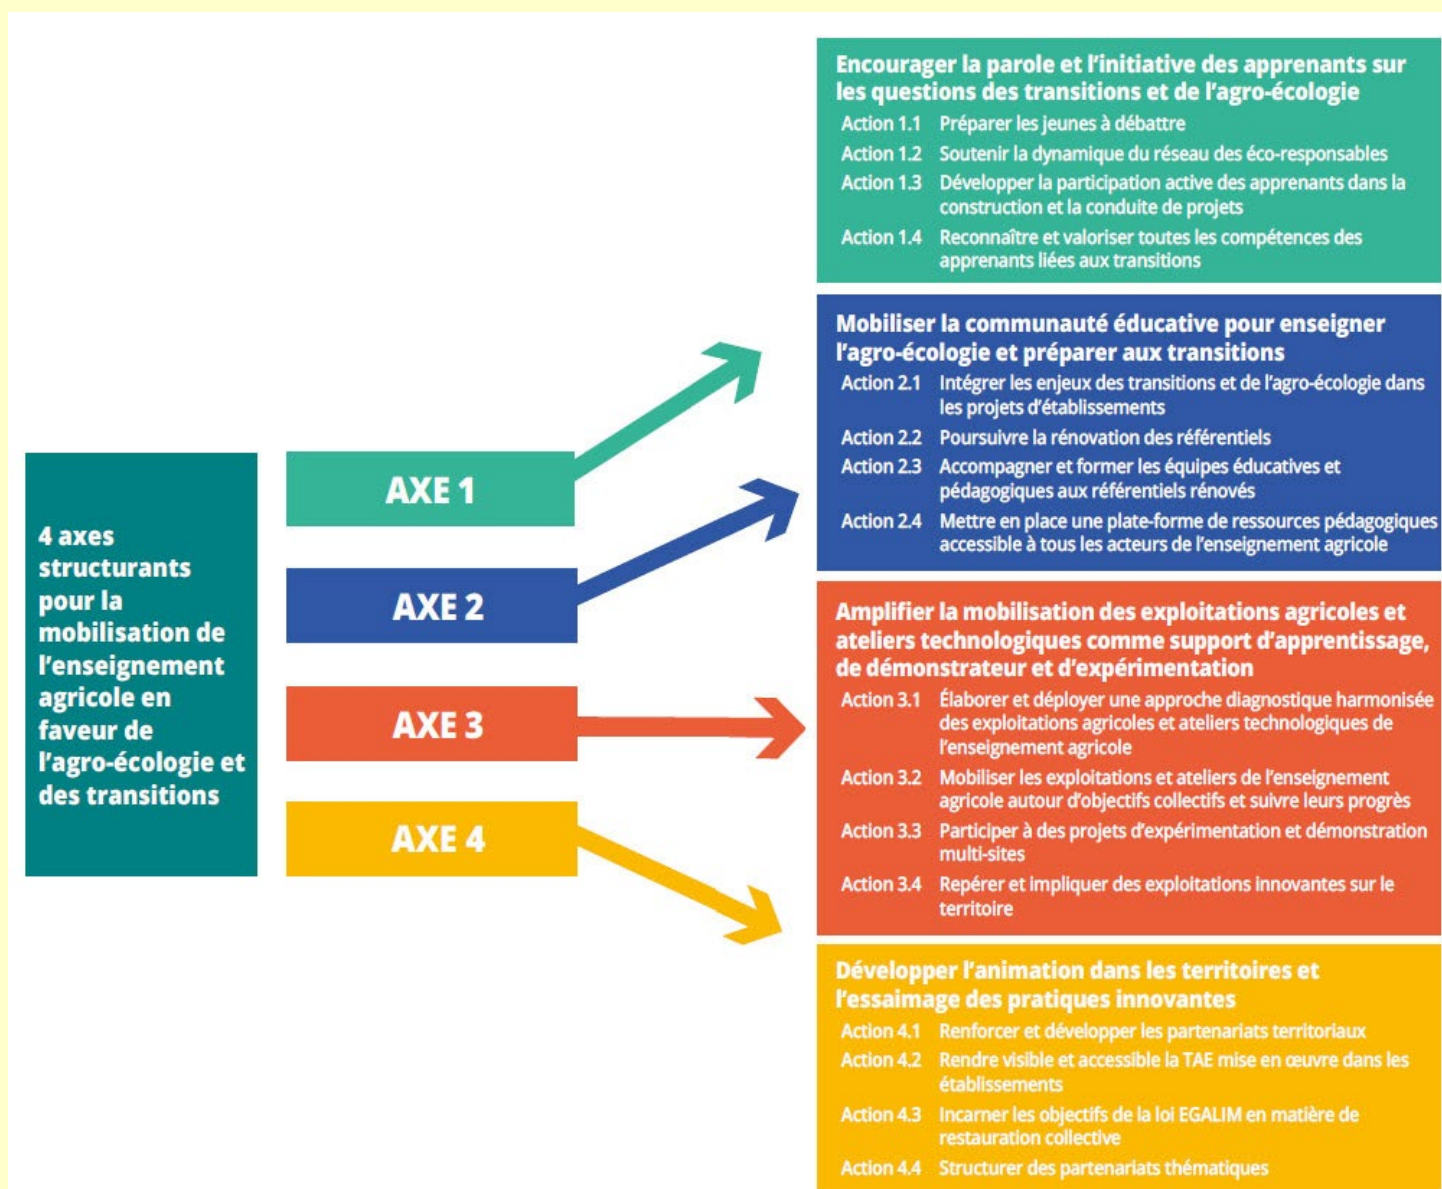 4 axes
structurants
pour la
mobilisation de
l'enseignement
agricole en
faveur de
l'agro-écologie et
des transitions
AXE 1
AXE 2
AXE 3
AXE 4
Encourager la parole et l'initiative des apprenants sur
les questions des transitions et de l'agro-écologie
Action 1.1 Préparer les jeunes à débattre
Action 1.2 Soutenir la dynamique du réseau des éco-responsables
Action 1.3 Développer la participation active des apprenants dans la
construction et la conduite de projets
Action 1.4 Reconnaître et valoriser toutes les compétences des
apprenants liées aux transitions
Mobiliser la communauté éducative pour enseigner
l'agro-écologie et préparer aux transitions
Action 2.1 Intégrer les enjeux des transitions et de l'agro-écologie dans
les projets d'établissements
Action 2.2 Poursuivre la rénovation des référentiels
Action 2.3 Accompagner et former les équipes éducatives et
pédagogiques aux référentiels rénovés
Action 2.4 Mettre en place une plate-forme de ressources pédagogiques
accessible à tous les acteurs de l'enseignement agricole
Amplifier la mobilisation des exploitations agricoles et
ateliers technologiques comme support d'apprentissage,
de démonstrateur et d'expérimentation
Action 3.1 Élaborer et déployer une approche diagnostique harmonisée
des exploitations agricoles et ateliers technologiques de
l'enseignement agricole
Action 3.2 Mobiliser les exploitations et ateliers de l'enseignement
agricole autour d'objectifs collectifs et suivre leurs progrès
Action 3.3 Participer à des projets d'expérimentation et démonstration
multi-sites
Action 3.4 Repérer et impliquer des exploitations innovantes sur le
territoire
Développer l'animation dans les territoires et
l'essaimage des pratiques innovantes
Action 4.1 Renforcer et développer les partenariats territoriaux
Action 4.2 Rendre visible et accessible la TAE mise en œuvre dans les
établissements
Action 4.3 Incarner les objectifs de la loi EGALIM en matière de
restauration collective
Action 4.4 Structurer des partenariats thématiques